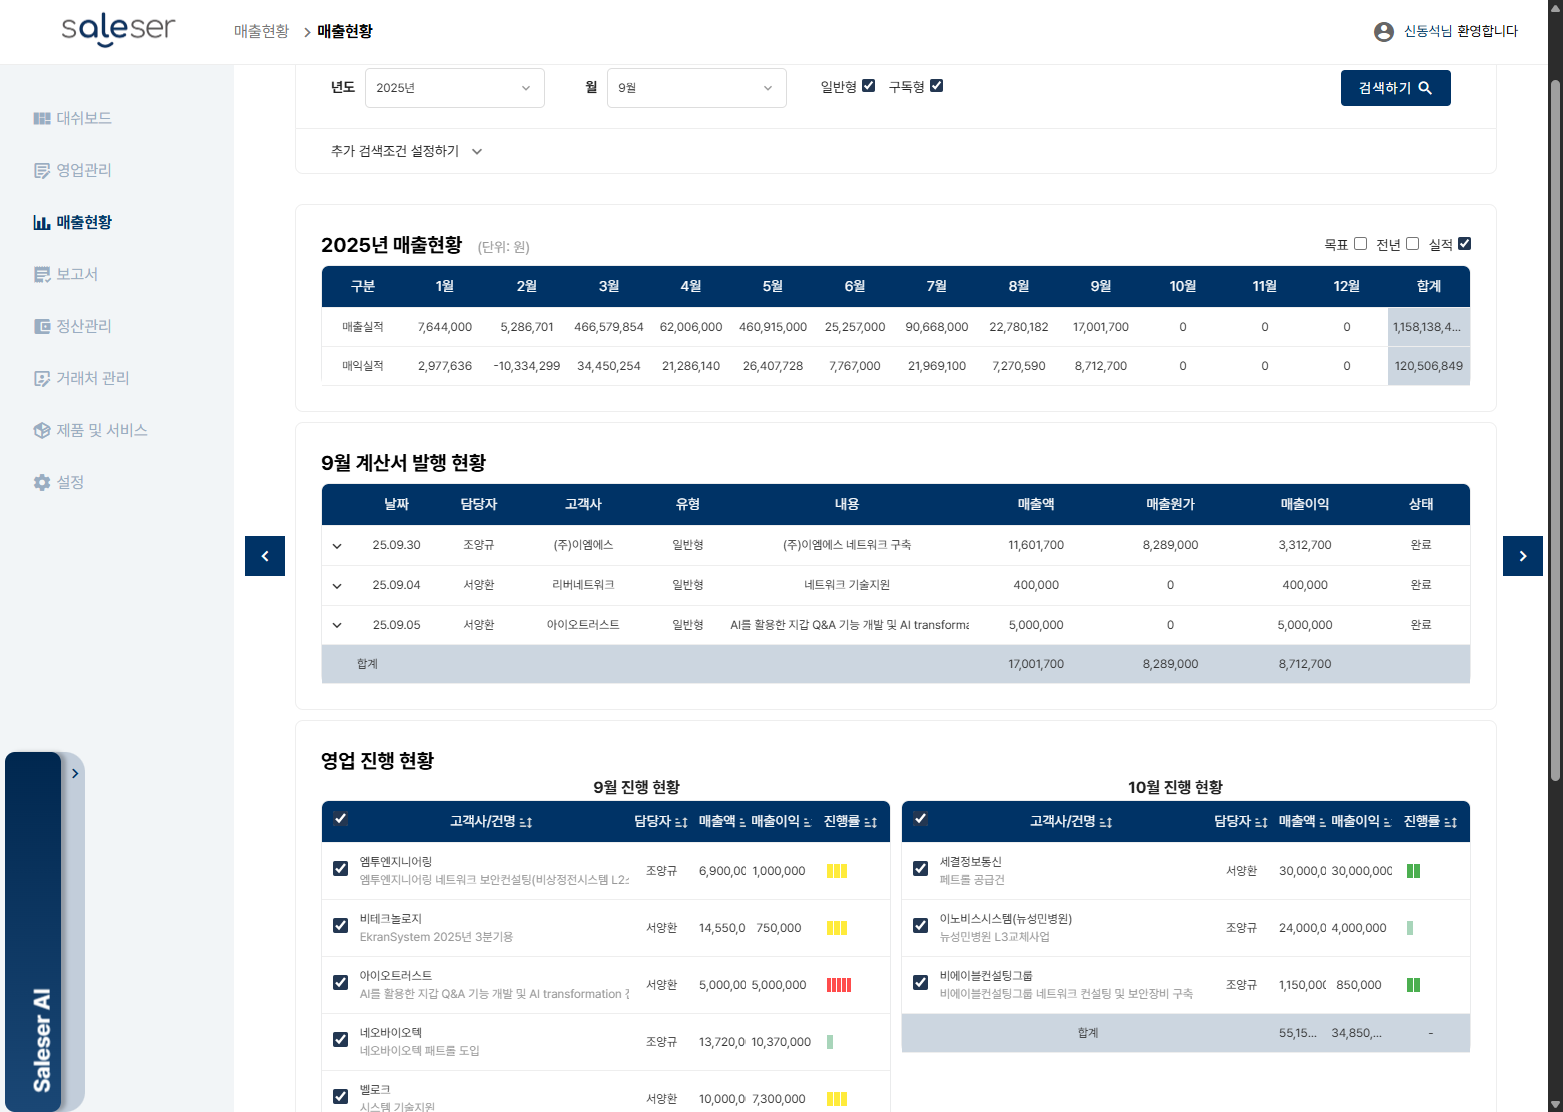 saleser
매출현황 > 매출현황
신동석님 환영합니다
년도 2025년 월 9월 일반형 구독형 검색하기
추가 검색조건 설정하기
대쉬보드
영업관리
매출현황
보고서
정산관리
거래처 관리
제품 및 서비스
설정
Saleser AI
2025년 매출현황 (단위: 원) 목표 전년 실적
구분 1월 2월 3월 4월 5월 6월 7월 8월 9월 10월 11월 12월 합계
매출실적 7,644,000 5,286,701 466,579,854 62,006,000 460,915,000 25,257,000 90,668,000 22,780,182 17,001,700 0 0 0 1,158,138,4...
매익실적 2,977,636 -10,334,299 34,450,254 21,286,140 26,407,728 7,767,000 21,969,100 7,270,590 8,712,700 0 0 0 120,506,849
9월 계산서 발행 현황
날짜 담당자 고객사 유형 내용 매출액 매출원가 매출이익 상태
25.09.30 조양규 (주)이엠에스 일반형 (주)이엠에스 네트워크 구축 11,601,700 8,289,000 3,312,700 완료
25.09.04 서양환 리버네트워크 일반형 네트워크 기술지원 400,000 0 400,000 완료
25.09.05 서양환 아이오트러스트 일반형 AI를 활용한 지갑 Q&A 기능 개발 및 AI transforma 5,000,000 0 5,000,000 완료
합계 17,001,700 8,289,000 8,712,700
영업 진행 현황
9월 진행 현황
고객사/건명 담당자 매출액 매출이익 진행률
엠투엔지니어링
엠투엔지니어링 네트워크 보안컨설팅(비상정전시스템 L2 조양규 6,900,00 1,000,000
비테크놀로지
EkranSystem 2025년 3분기용 서양환 14,550,0 750,000
아이오트러스트
AI를 활용한 지갑 Q&A 기능 개발 및 AI transformation 서양환 5,000,00 5,000,000
네오바이오텍
네오바이오텍 패트롤 도입 조양규 13,720,0 10,370,000
벨로크
시스템 기술지원 서양환 10,000,0 7,300,000
10월 진행 현황
고객사/건명 담당자 매출액 매출이익 진행률
세결정보통신
페트롤 공급건 서양환 30,000,0 30,000,000
이노비스시스템(뉴성민병원)
뉴성민병원 L3교체사업 조양규 24,000,0 4,000,000
비에이블컨설팅그룹
비에이블컨설팅그룹 네트워크 컨설팅 및 보안장비 구축 조양규 1,150,00 850,000
합계 55,15... 34,850,... -